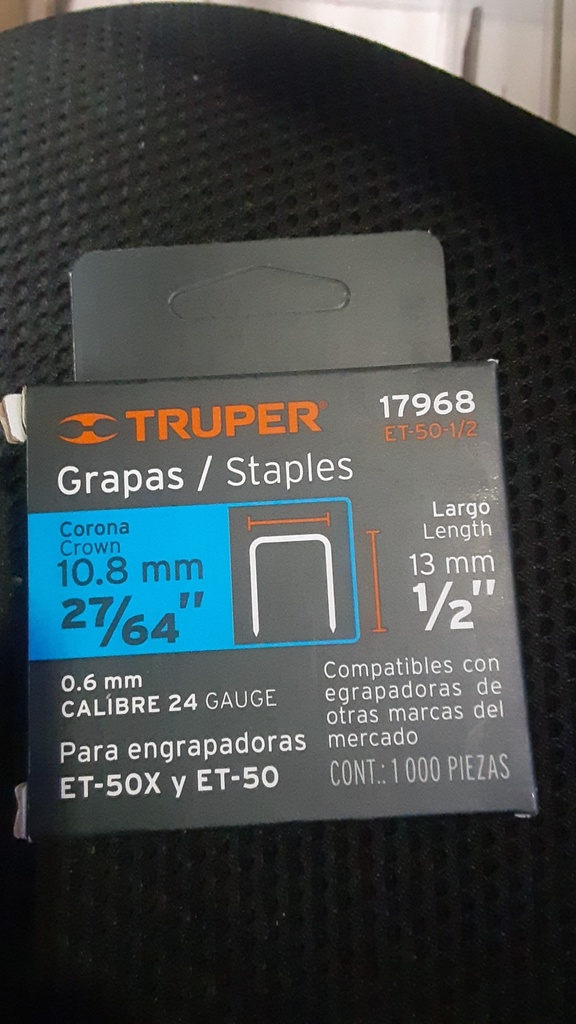 TRUPER®
17968
ET-50-1/2
Grapas / Staples
Corona
Crown
10.8 mm
27/64"
Largo
Length
13 mm
1/2"
0.6 mm
CALÍBRE 24 GAUGE
Para engrapadoras
ET-50X y ET-50
Compatibles con
egrapadoras de
otras marcas del
mercado
CONT.: 1 000 PIEZAS